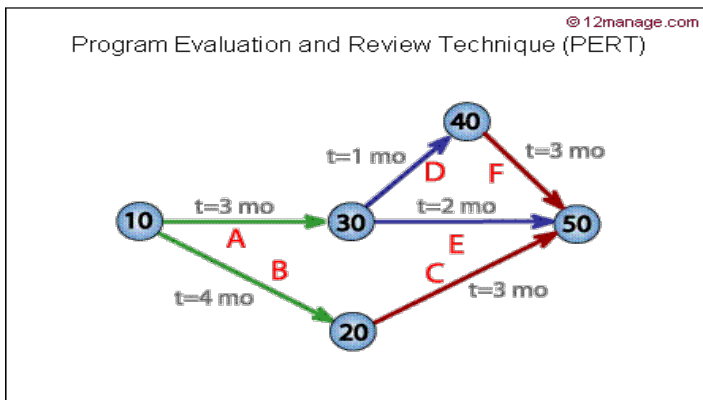 © 12manage.com
Program Evaluation and Review Technique (PERT)
40
t=1 mo
t=3 mo
D
F
10
t=3 mo
30
t=2 mo
50
A
E
B
C
t=4 mo
t=3 mo
20